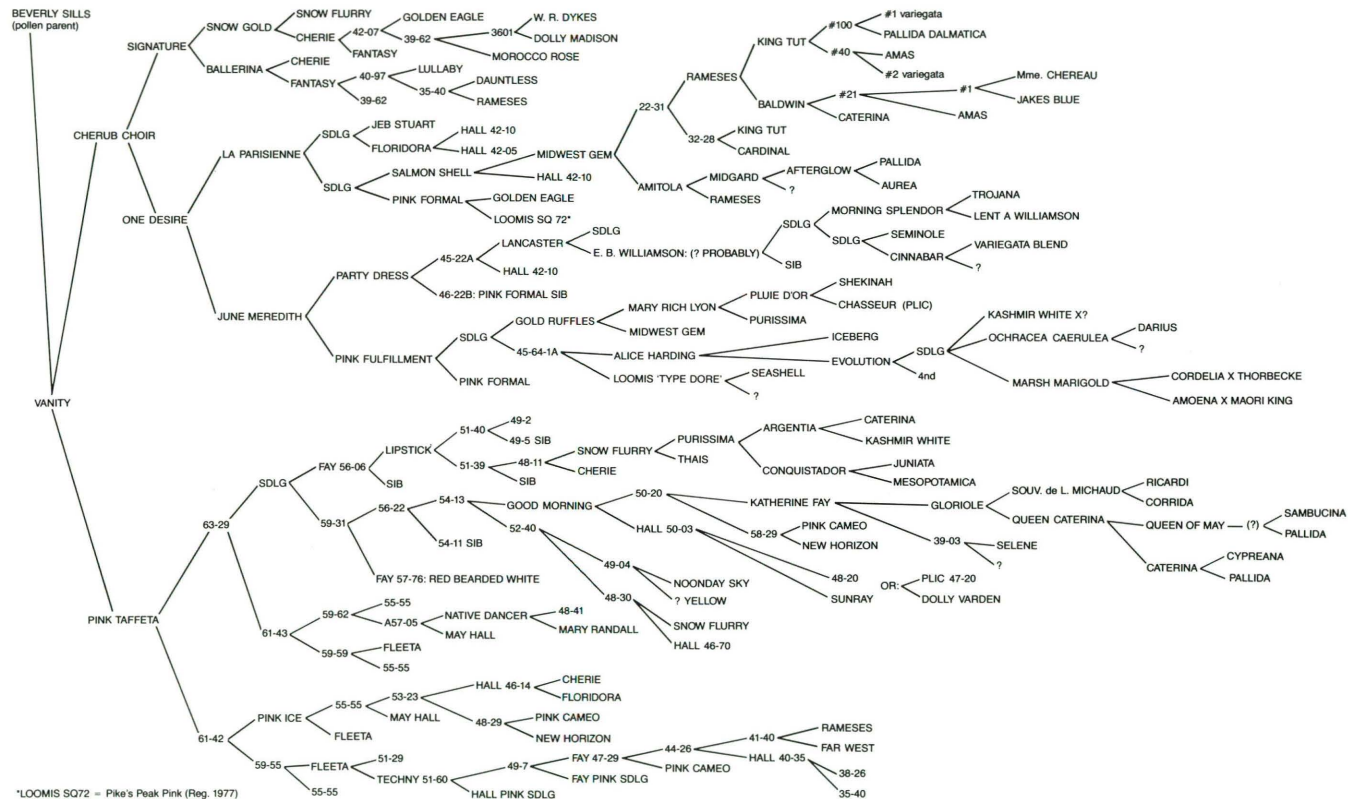 BEVERLY SILLS
(pollen parent)
VANITY
CHERUB CHOIR
SIGNATURE
SNOW GOLD
SNOW FLURRY
CHERIE
42-07
GOLDEN EAGLE
39-62
3601
W. R. DYKES
DOLLY MADISON
MOROCCO ROSE
FANTASY
BALLERINA
CHERIE
FANTASY
40-97
LULLABY
35-40
DAUNTLESS
RAMESES
39-62
ONE DESIRE
LA PARISIENNE
SDLG
JEB STUART
FLORIDORA
HALL 42-10
HALL 42-05
SDLG
SALMON SHELL
MIDWEST GEM
22-31
RAMESES
KING TUT
#100
#1 variegata
PALLIDA DALMATICA
#40
AMAS
#2 variegata
BALDWIN
#21
#1
Mme. CHEREAU
JAKES BLUE
AMAS
CATERINA
32-28
KING TUT
CARDINAL
AMITOLA
MIDGARD
AFTERGLOW
PALLIDA
AUREA
?
RAMESES
HALL 42-10
PINK FORMAL
GOLDEN EAGLE
LOOMIS SQ 72*
JUNE MEREDITH
PARTY DRESS
45-22A
LANCASTER
SDLG
E. B. WILLIAMSON: (? PROBABLY)
SDLG
MORNING SPLENDOR
TROJANA
LENT A WILLIAMSON
SDLG
SEMINOLE
CINNABAR
VARIEGATA BLEND
?
SIB
HALL 42-10
46-22B: PINK FORMAL SIB
PINK FULFILLMENT
SDLG
GOLD RUFFLES
MARY RICH LYON
PLUIE D'OR
SHEKINAH
CHASSEUR (PLIC)
PURISSIMA
MIDWEST GEM
45-64-1A
ALICE HARDING
ICEBERG
EVOLUTION
SDLG
KASHMIR WHITE X?
OCHRACEA CAERULEA
DARIUS
?
MARSH MARIGOLD
CORDELIA X THORBECKE
AMOENA X MAORI KING
4nd
LOOMIS 'TYPE DORE'
SEASHELL
?
PINK FORMAL
PINK TAFFETA
63-29
SDLG
FAY 56-06
LIPSTICK
51-40
49-2
49-5 SIB
51-39
48-11
SNOW FLURRY
PURISSIMA
ARGENTIA
CATERINA
KASHMIR WHITE
CONQUISTADOR
JUNIATA
MESOPOTAMICA
THAIS
CHERIE
SIB
SIB
59-31
56-22
54-13
GOOD MORNING
50-20
KATHERINE FAY
GLORIOLE
SOUV. de L. MICHAUD
RICARDI
CORRIDA
QUEEN CATERINA
QUEEN OF MAY — (?)
SAMBUCINA
PALLIDA
CATERINA
CYPREANA
PALLIDA
39-03
SELENE
?
58-29
PINK CAMEO
NEW HORIZON
HALL 50-03
48-20
SUNRAY
OR:
PLIC 47-20
DOLLY VARDEN
52-40
49-04
NOONDAY SKY
? YELLOW
48-30
SNOW FLURRY
HALL 46-70
54-11 SIB
FAY 57-76: RED BEARDED WHITE
61-43
59-62
55-55
A57-05
NATIVE DANCER
48-41
MARY RANDALL
MAY HALL
59-59
FLEETA
55-55
61-42
PINK ICE
55-55
53-23
HALL 46-14
CHERIE
FLORIDORA
48-29
PINK CAMEO
NEW HORIZON
MAY HALL
FLEETA
59-55
FLEETA
51-29
TECHNY 51-60
49-7
FAY 47-29
44-26
41-40
RAMESES
FAR WEST
HALL 40-35
38-26
35-40
PINK CAMEO
FAY PINK SDLG
HALL PINK SDLG
55-55
*LOOMIS SQ72 = Pike's Peak Pink (Reg. 1977)